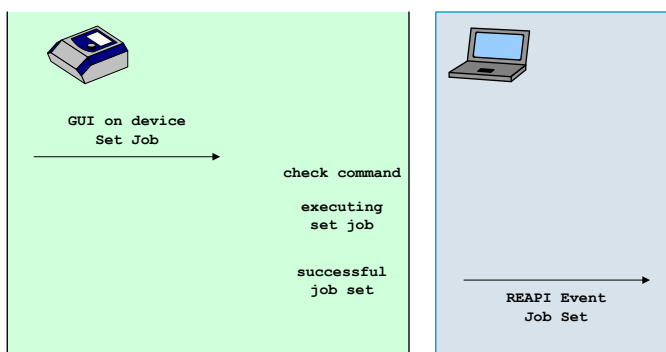 GUI on device
Set Job
check command
executing
set job
successful
job set
REAPI Event
Job Set